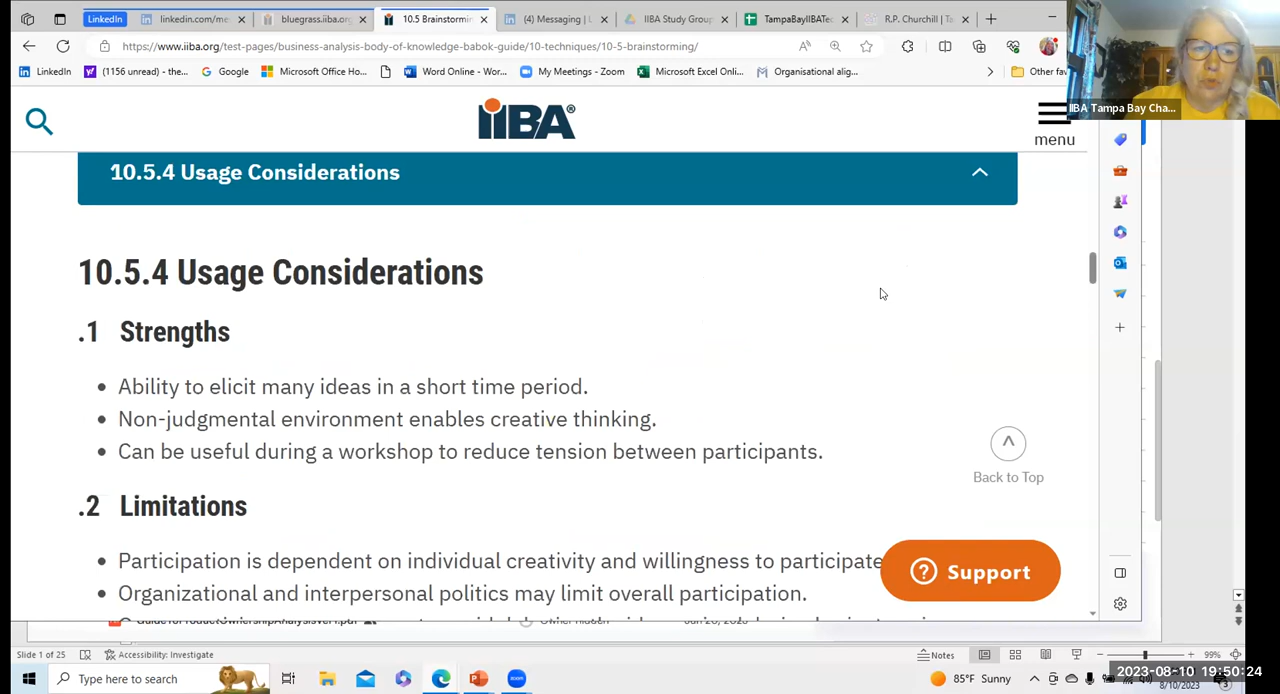 LinkedIn
linkedin.com/me
bluegrass.iiba.org
10.5 Brainstormin
(4) Messaging | L
IIBA Study Group
TampaBayIIBATec
R.P. Churchill | Ta
https://www.iiba.org/test-pages/business-analysis-body-of-knowledge-babok-guide/10-techniques/10-5-brainstorming/
LinkedIn
(1156 unread) - the...
Google
Microsoft Office Ho...
Word Online - Wor...
My Meetings - Zoom
Microsoft Excel Onli...
Organisational alig...
Other fav
IIBA Tampa Bay Cha...
iiBA®
menu
10.5.4 Usage Considerations
10.5.4 Usage Considerations
.1 Strengths
• Ability to elicit many ideas in a short time period.
• Non-judgmental environment enables creative thinking.
• Can be useful during a workshop to reduce tension between participants.
Back to Top
.2 Limitations
• Participation is dependent on individual creativity and willingness to participate
• Organizational and interpersonal politics may limit overall participation.
Support
Slide 1 of 25
Accessibility: Investigate
Notes
99%
Type here to search
85°F Sunny
2023-08-10 19:50:24
8/10/2023